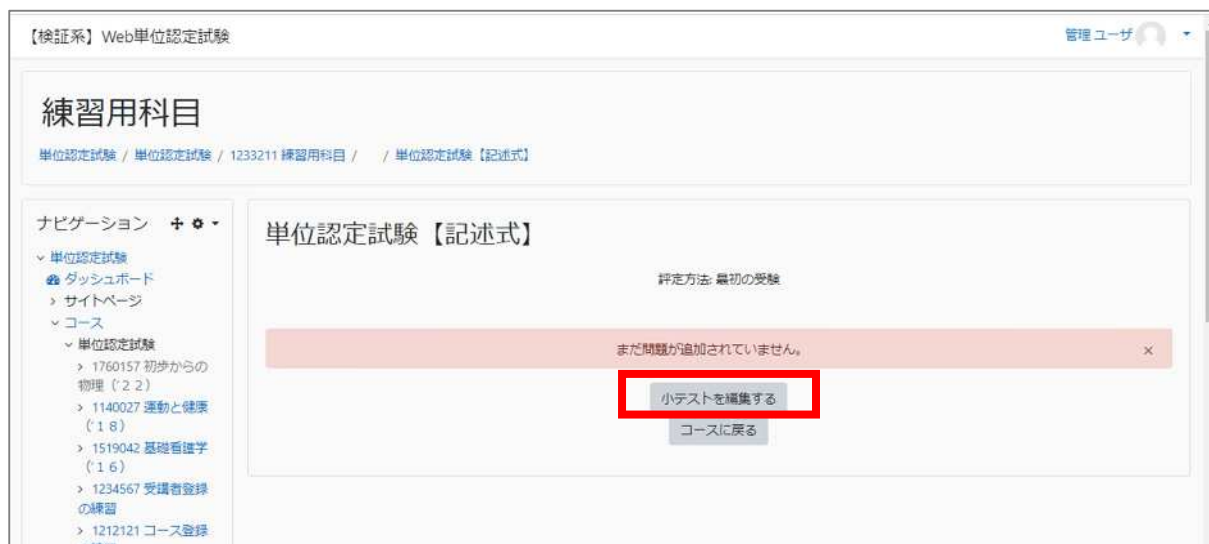 【検証系】Web単位認定試験
管理 ユーザ
練習用科目
単位認定試験 / 単位認定試験 / 1233211 練習用科目 / / 単位認定試験【記述式】
ナビゲーション
単位認定試験
ダッシュボード
サイトページ
コース
単位認定試験
1760157 初歩からの
物理（'２２）
1140027 運動と健康
（'１８）
1519042 基礎看護学
（'１６）
1234567 受講者登録
の練習
1212121 コース登録
単位認定試験【記述式】
評定方法: 最初の受験
まだ問題が追加されていません。
×
小テストを編集する
コースに戻る